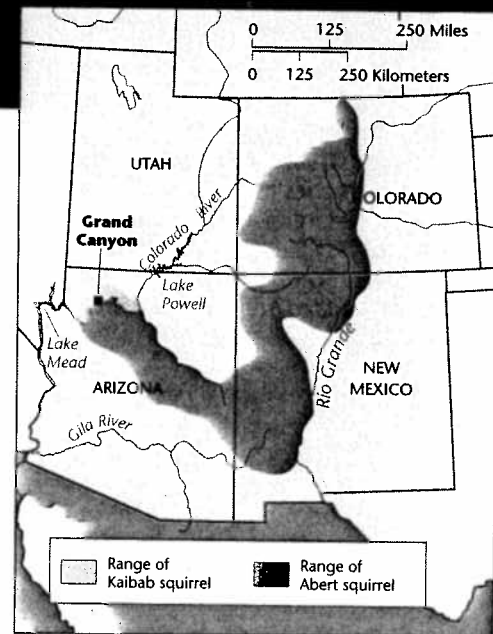 0 125 250 Miles
0 125 250 Kilometers
UTAH
COLORADO
Grand
Canyon
Colorado River
Lake
Powell
Lake
Mead
ARIZONA
NEW
MEXICO
Rio Grande
Gila River
Range of
Kaibab squirrel
Range of
Abert squirrel